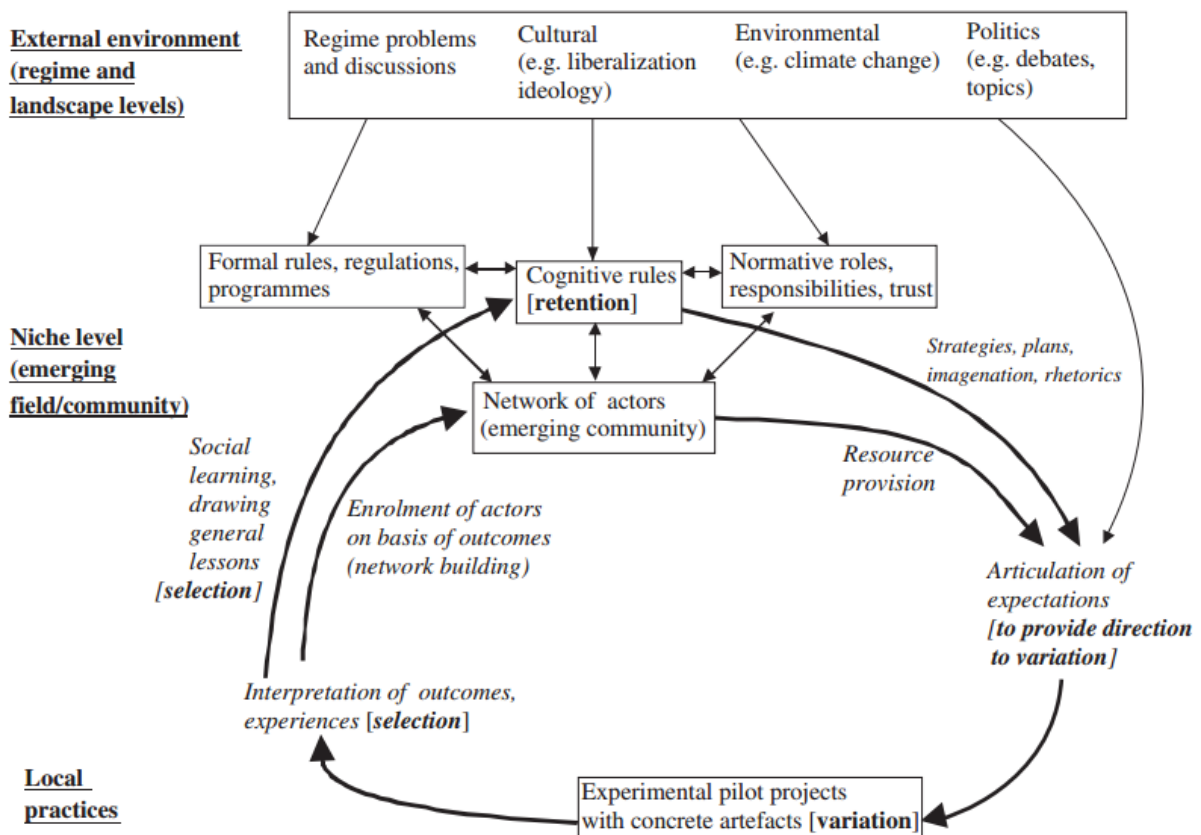 External environment
(regime and
landscape levels)
Regime problems
and discussions
Cultural
(e.g. liberalization
ideology)
Environmental
(e.g. climate change)
Politics
(e.g. debates,
topics)
Formal rules, regulations,
programmes
Cognitive rules
[retention]
Normative roles,
responsibilities, trust
Niche level
(emerging
field/community)
Strategies, plans,
imagenation, rhetorics
Network of actors
(emerging community)
Social
learning,
drawing
general
lessons
[selection]
Enrolment of actors
on basis of outcomes
(network building)
Resource
provision
Articulation of
expectations
[to provide direction
to variation]
Interpretation of outcomes,
experiences [selection]
Local
practices
Experimental pilot projects
with concrete artefacts [variation]